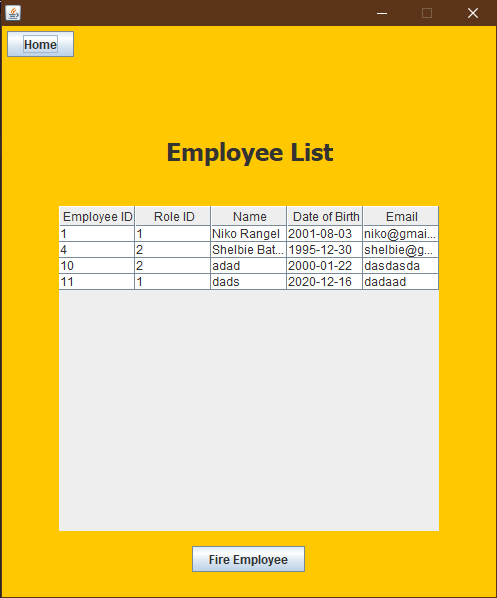 Home
Employee List
Employee ID Role ID Name Date of Birth Email
1 1 Niko Rangel 2001-08-03 niko@gmai...
4 2 Shelbie Bat... 1995-12-30 shelbie@g...
10 2 adad 2000-01-22 dasdasda
11 1 dads 2020-12-16 dadaad
Fire Employee